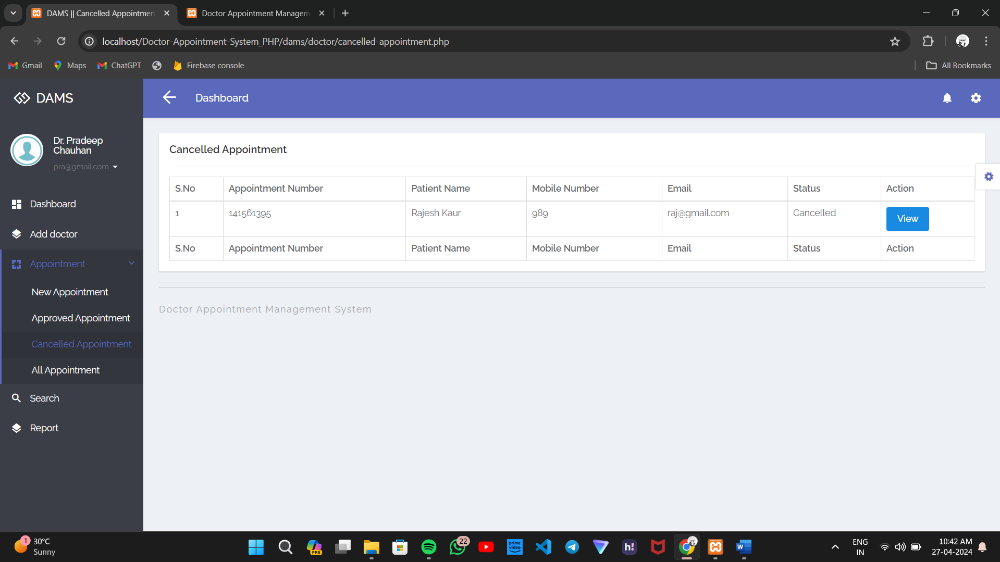 DAMS || Cancelled Appointmen
Doctor Appointment Managem
localhost/Doctor-Appointment-System_PHP/dams/doctor/cancelled-appointment.php
Gmail
Maps
ChatGPT
Firebase console
All Bookmarks
DAMS
Dashboard
Dr. Pradeep
Chauhan
pra@gmail.com
Dashboard
Add doctor
Appointment
New Appointment
Approved Appointment
Cancelled Appointment
All Appointment
Search
Report
Cancelled Appointment
S.No Appointment Number Patient Name Mobile Number Email Status Action
1 141561395 Rajesh Kaur 989 raj@gmail.com Cancelled View
S.No Appointment Number Patient Name Mobile Number Email Status Action
Doctor Appointment Management System
1
30°C
Sunny
PRE
22
prime
video
h!
W
ENG
IN
10:42 AM
27-04-2024